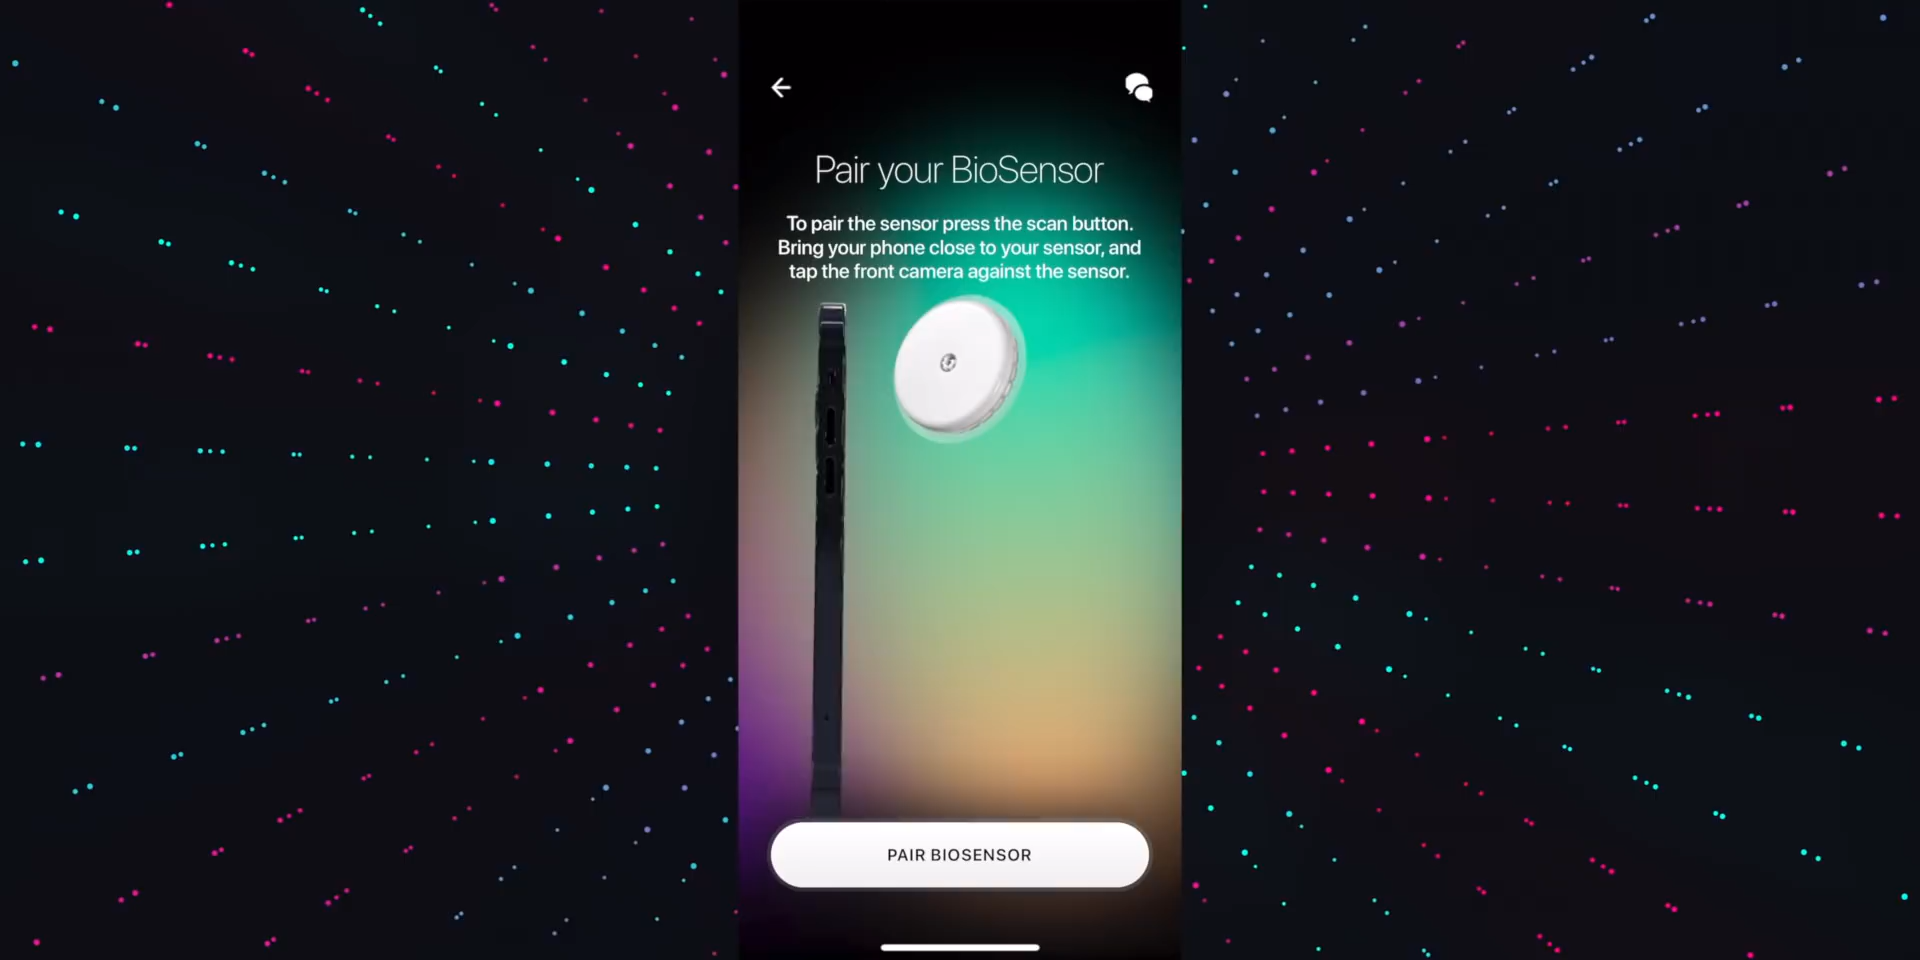 Pair your BioSensor
To pair the sensor press the scan button.
Bring your phone close to your sensor, and
tap the front camera against the sensor.
PAIR BIOSENSOR